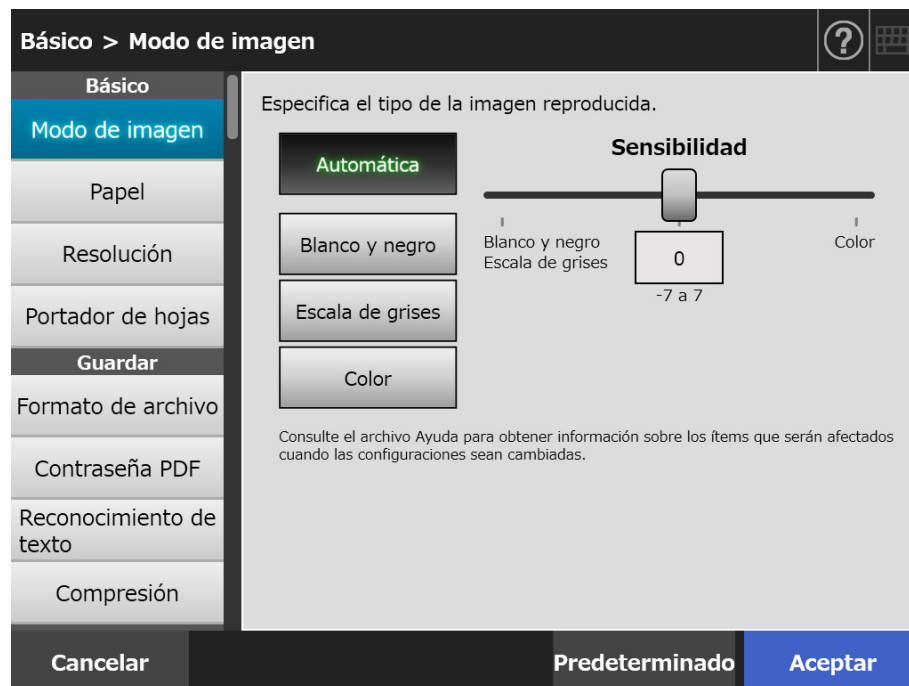 Básico > Modo de imagen
?
Básico
Modo de imagen
Papel
Resolución
Portador de hojas
Guardar
Formato de archivo
Contraseña PDF
Reconocimiento de
texto
Compresión
Especifica el tipo de la imagen reproducida.
Automática
Blanco y negro
Escala de grises
Color
Sensibilidad
Blanco y negro
Escala de grises
0
-7 a 7
Color
Consulte el archivo Ayuda para obtener información sobre los ítems que serán afectados
cuando las configuraciones sean cambiadas.
Cancelar
Predeterminado
Aceptar